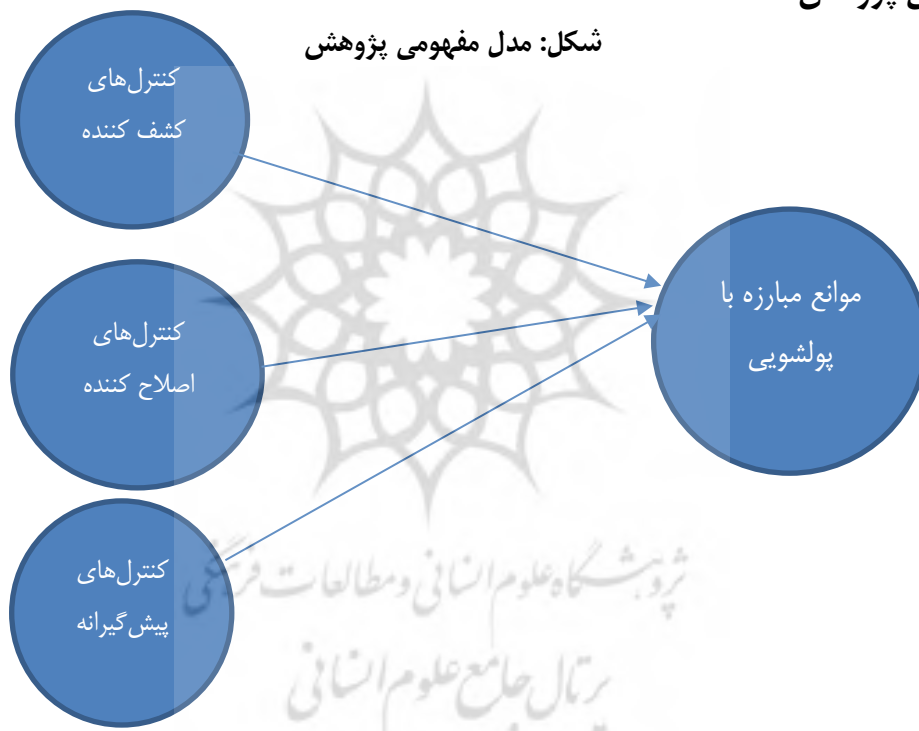 شکل: مدل مفهومی پژوهش
کنترل‌های
کشف کننده
موانع مبارزه با
پولشویی
کنترل‌های
اصلاح کننده
کنترل‌های
پیش‌گیرانه
پژوهشگاه علوم انسانی و مطالعات فرهنگی
پرتال جامع علوم انسانی